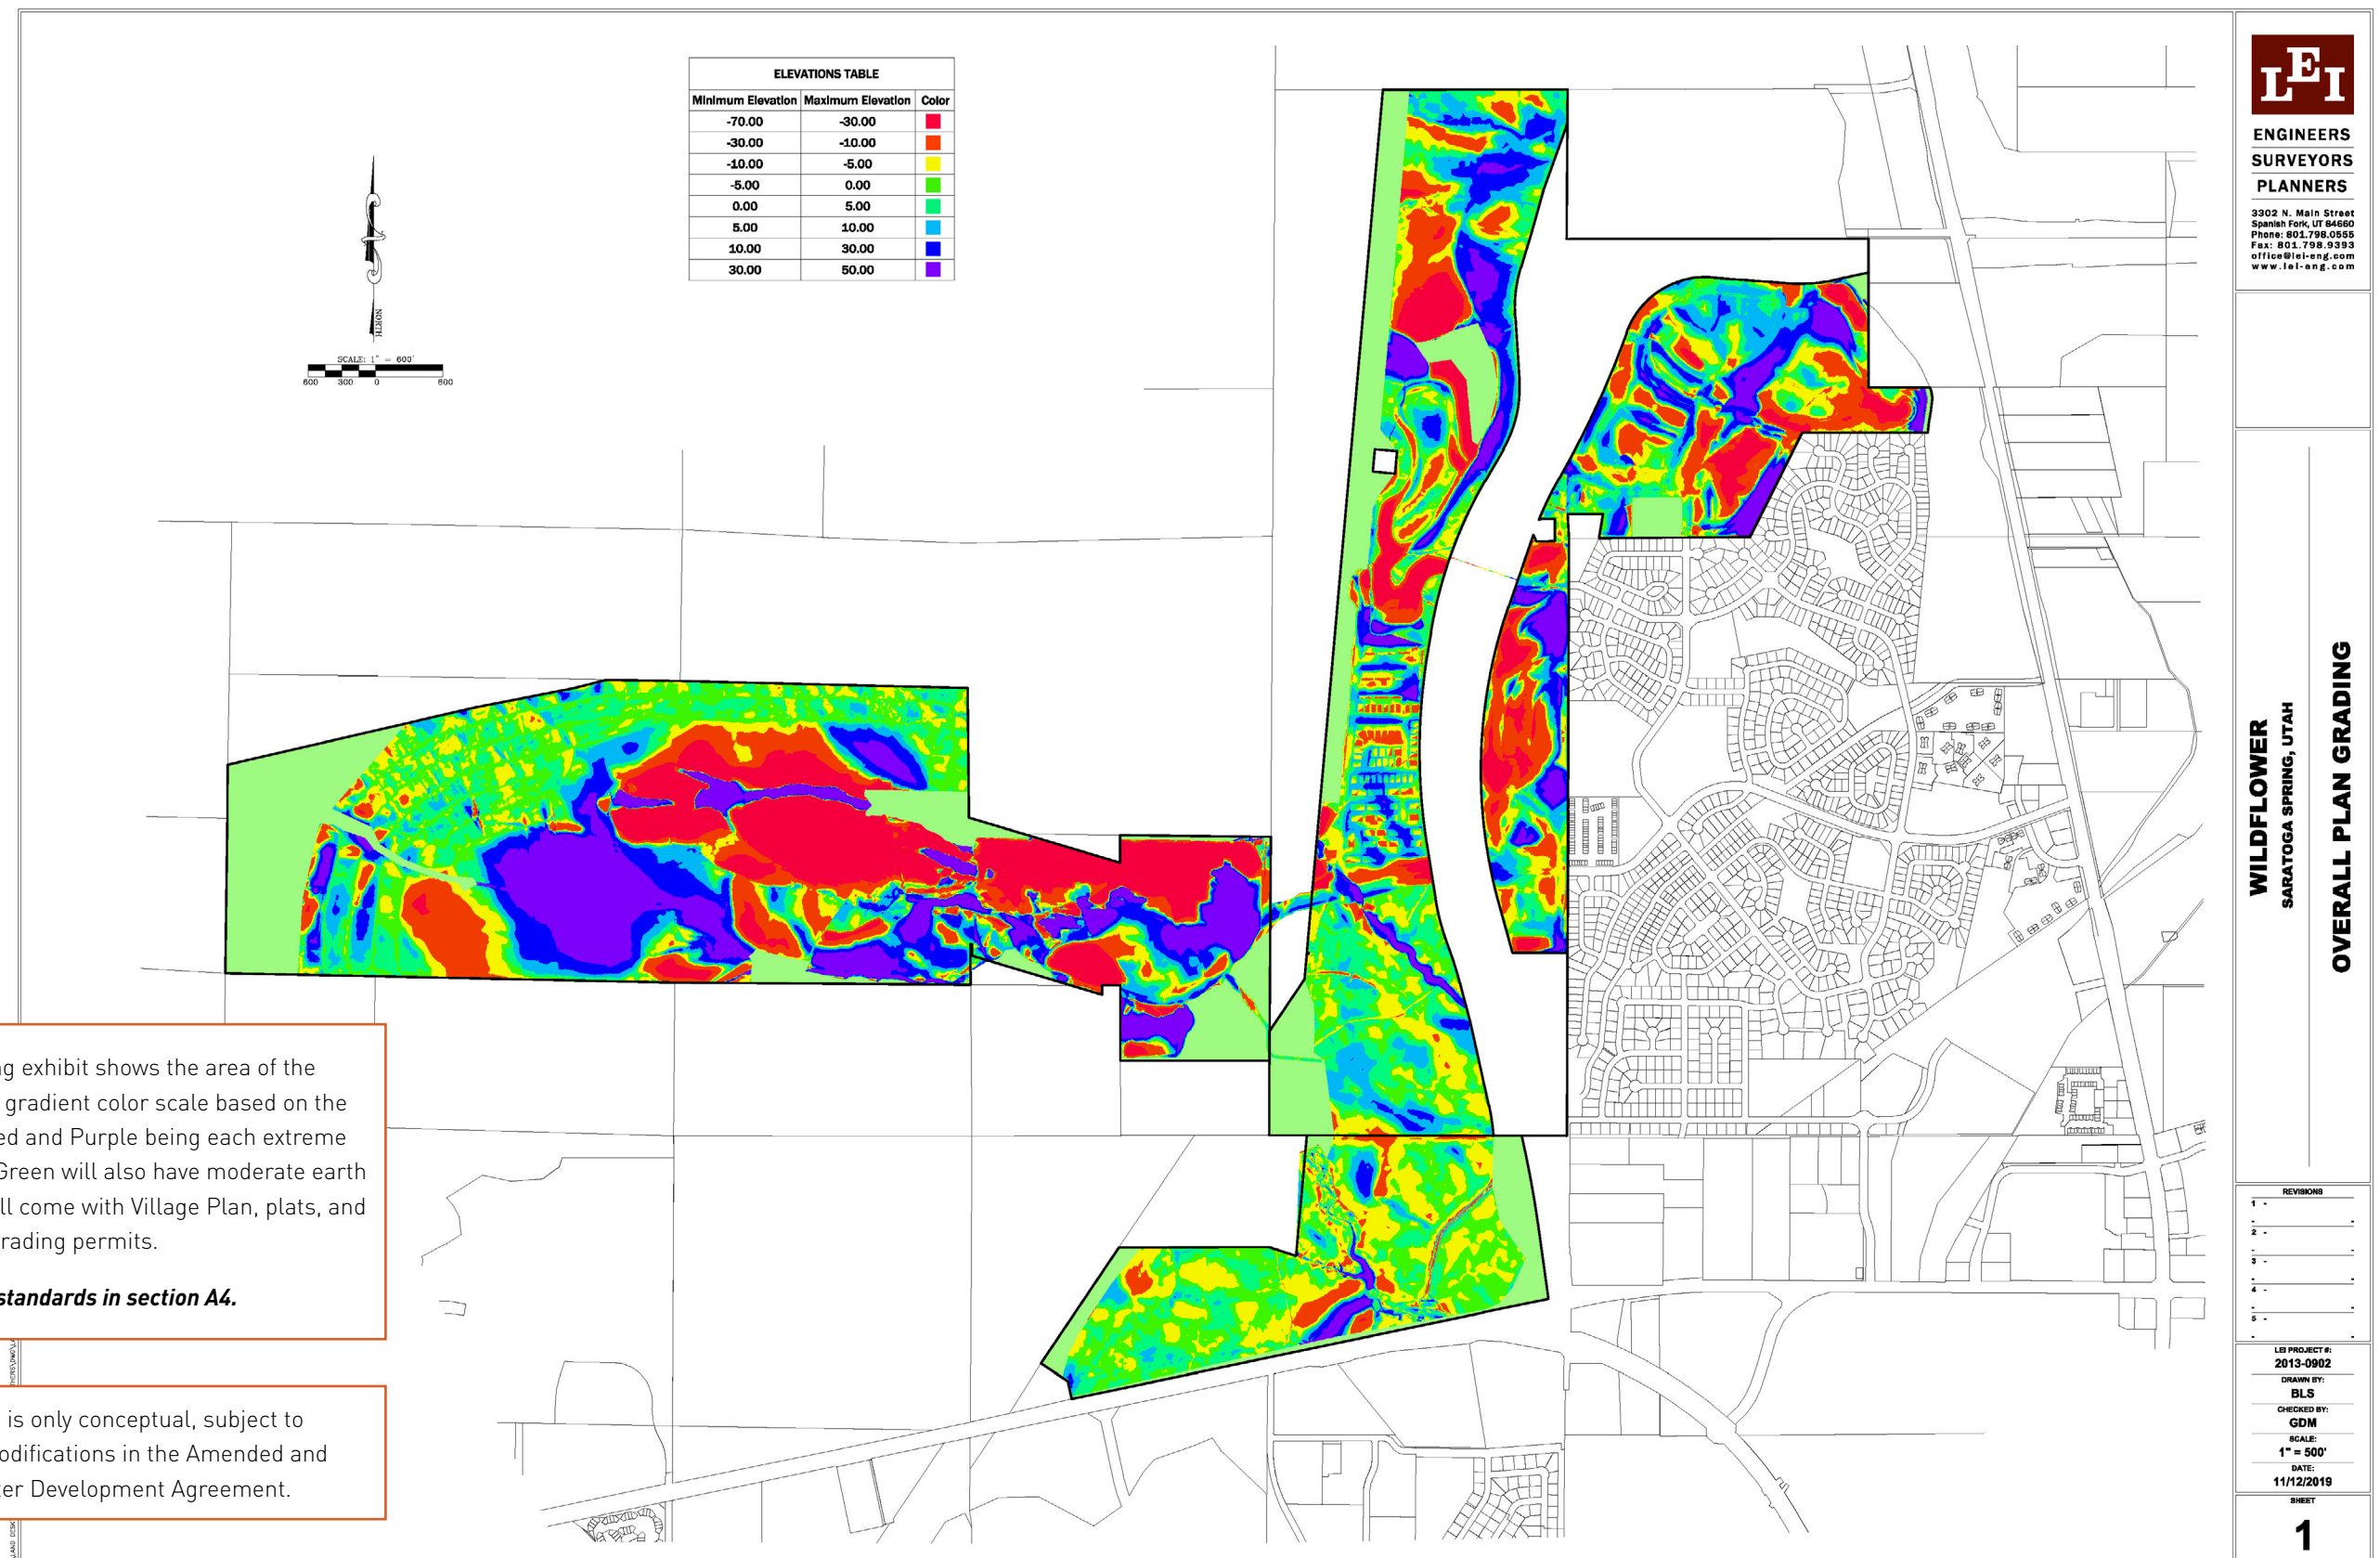 ELEVATIONS TABLE
Minimum Elevation Maximum Elevation Color
-70.00 -30.00
-30.00 -10.00
-10.00 -5.00
-5.00 0.00
0.00 5.00
5.00 10.00
10.00 30.00
30.00 50.00
NORTH
SCALE: 1" = 600'
600 300 0 600
g exhibit shows the area of the
gradient color scale based on the
ed and Purple being each extreme
Green will also have moderate earth
ll come with Village Plan, plats, and
rading permits.
standards in section A4.
is only conceptual, subject to
odifications in the Amended and
ter Development Agreement.
LEI
ENGINEERS
SURVEYORS
PLANNERS
3302 N. Main Street
Spanish Fork, UT 84660
Phone: 801.798.0555
Fax: 801.798.9393
office@lei-eng.com
www.lei-eng.com
WILDFLOWER
SARATOGA SPRING, UTAH
OVERALL PLAN GRADING
REVISIONS
1 -
2 -
3 -
4 -
5 -
LEI PROJECT #:
2013-0902
DRAWN BY:
BLS
CHECKED BY:
GDM
SCALE:
1" = 500'
DATE:
11/12/2019
SHEET
1